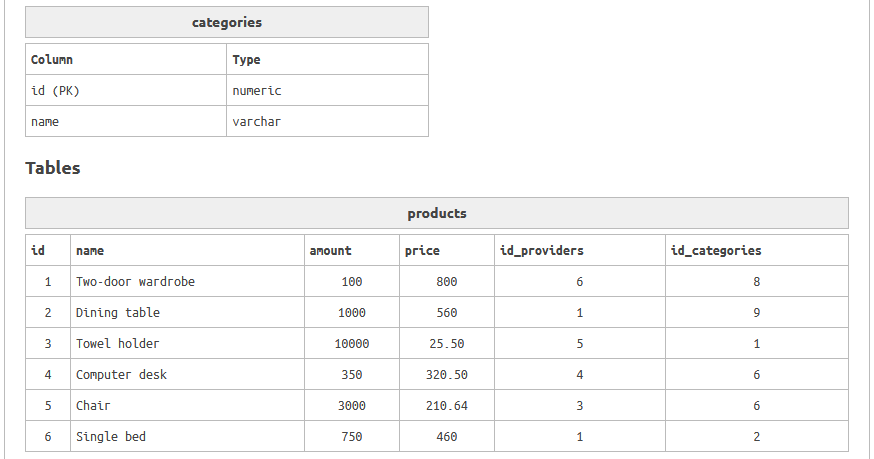 categories
Column Type
id (PK) numeric
name varchar
Tables
products
id name amount price id_providers id_categories
1 Two-door wardrobe 100 800 6 8
2 Dining table 1000 560 1 9
3 Towel holder 10000 25.50 5 1
4 Computer desk 350 320.50 4 6
5 Chair 3000 210.64 3 6
6 Single bed 750 460 1 2